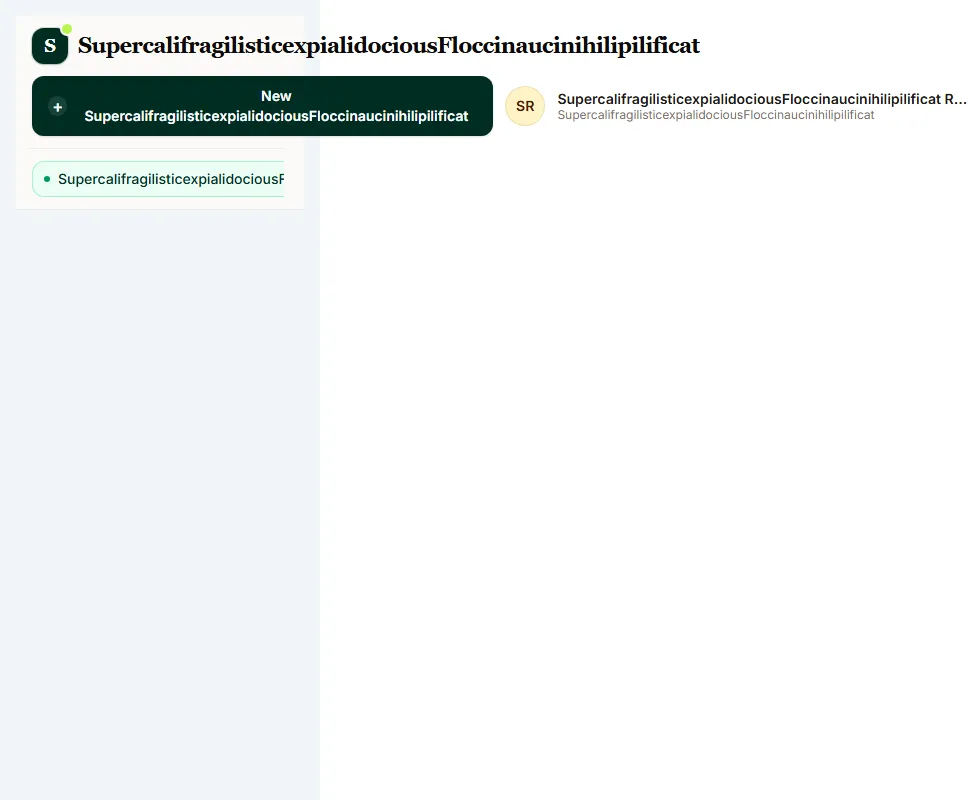 S SupercalifragilisticexpialidociousFloccinaucinihilipilificat
+ New
SupercalifragilisticexpialidociousFloccinaucinihilipilificat
SR
SupercalifragilisticexpialidociousFloccinaucinihilipilificat R...
SupercalifragilisticexpialidociousFloccinaucinihilipilificat
SupercalifragilisticexpialidociousF